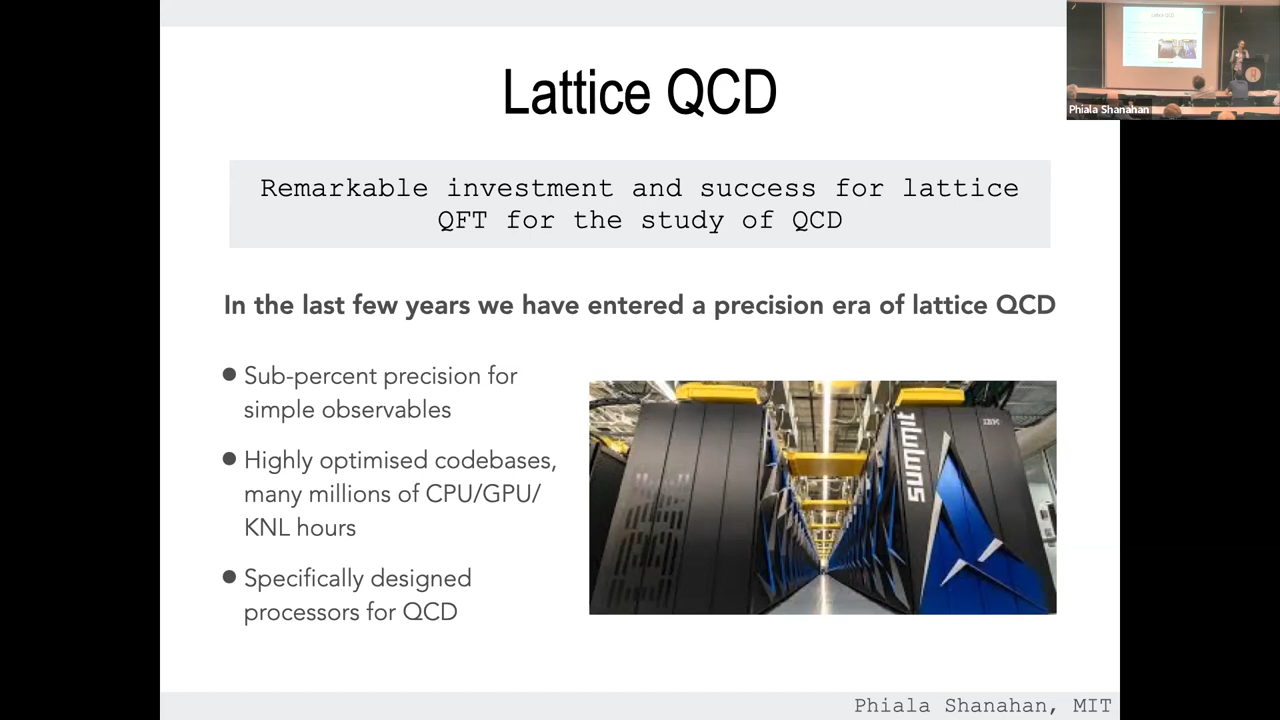 Lattice QCD
Phiala Shanahan
Remarkable investment and success for lattice
QFT for the study of QCD
In the last few years we have entered a precision era of lattice QCD
● Sub-percent precision for
simple observables
● Highly optimised codebases,
many millions of CPU/GPU/
KNL hours
● Specifically designed
processors for QCD
summit
IBM
Phiala Shanahan, MIT